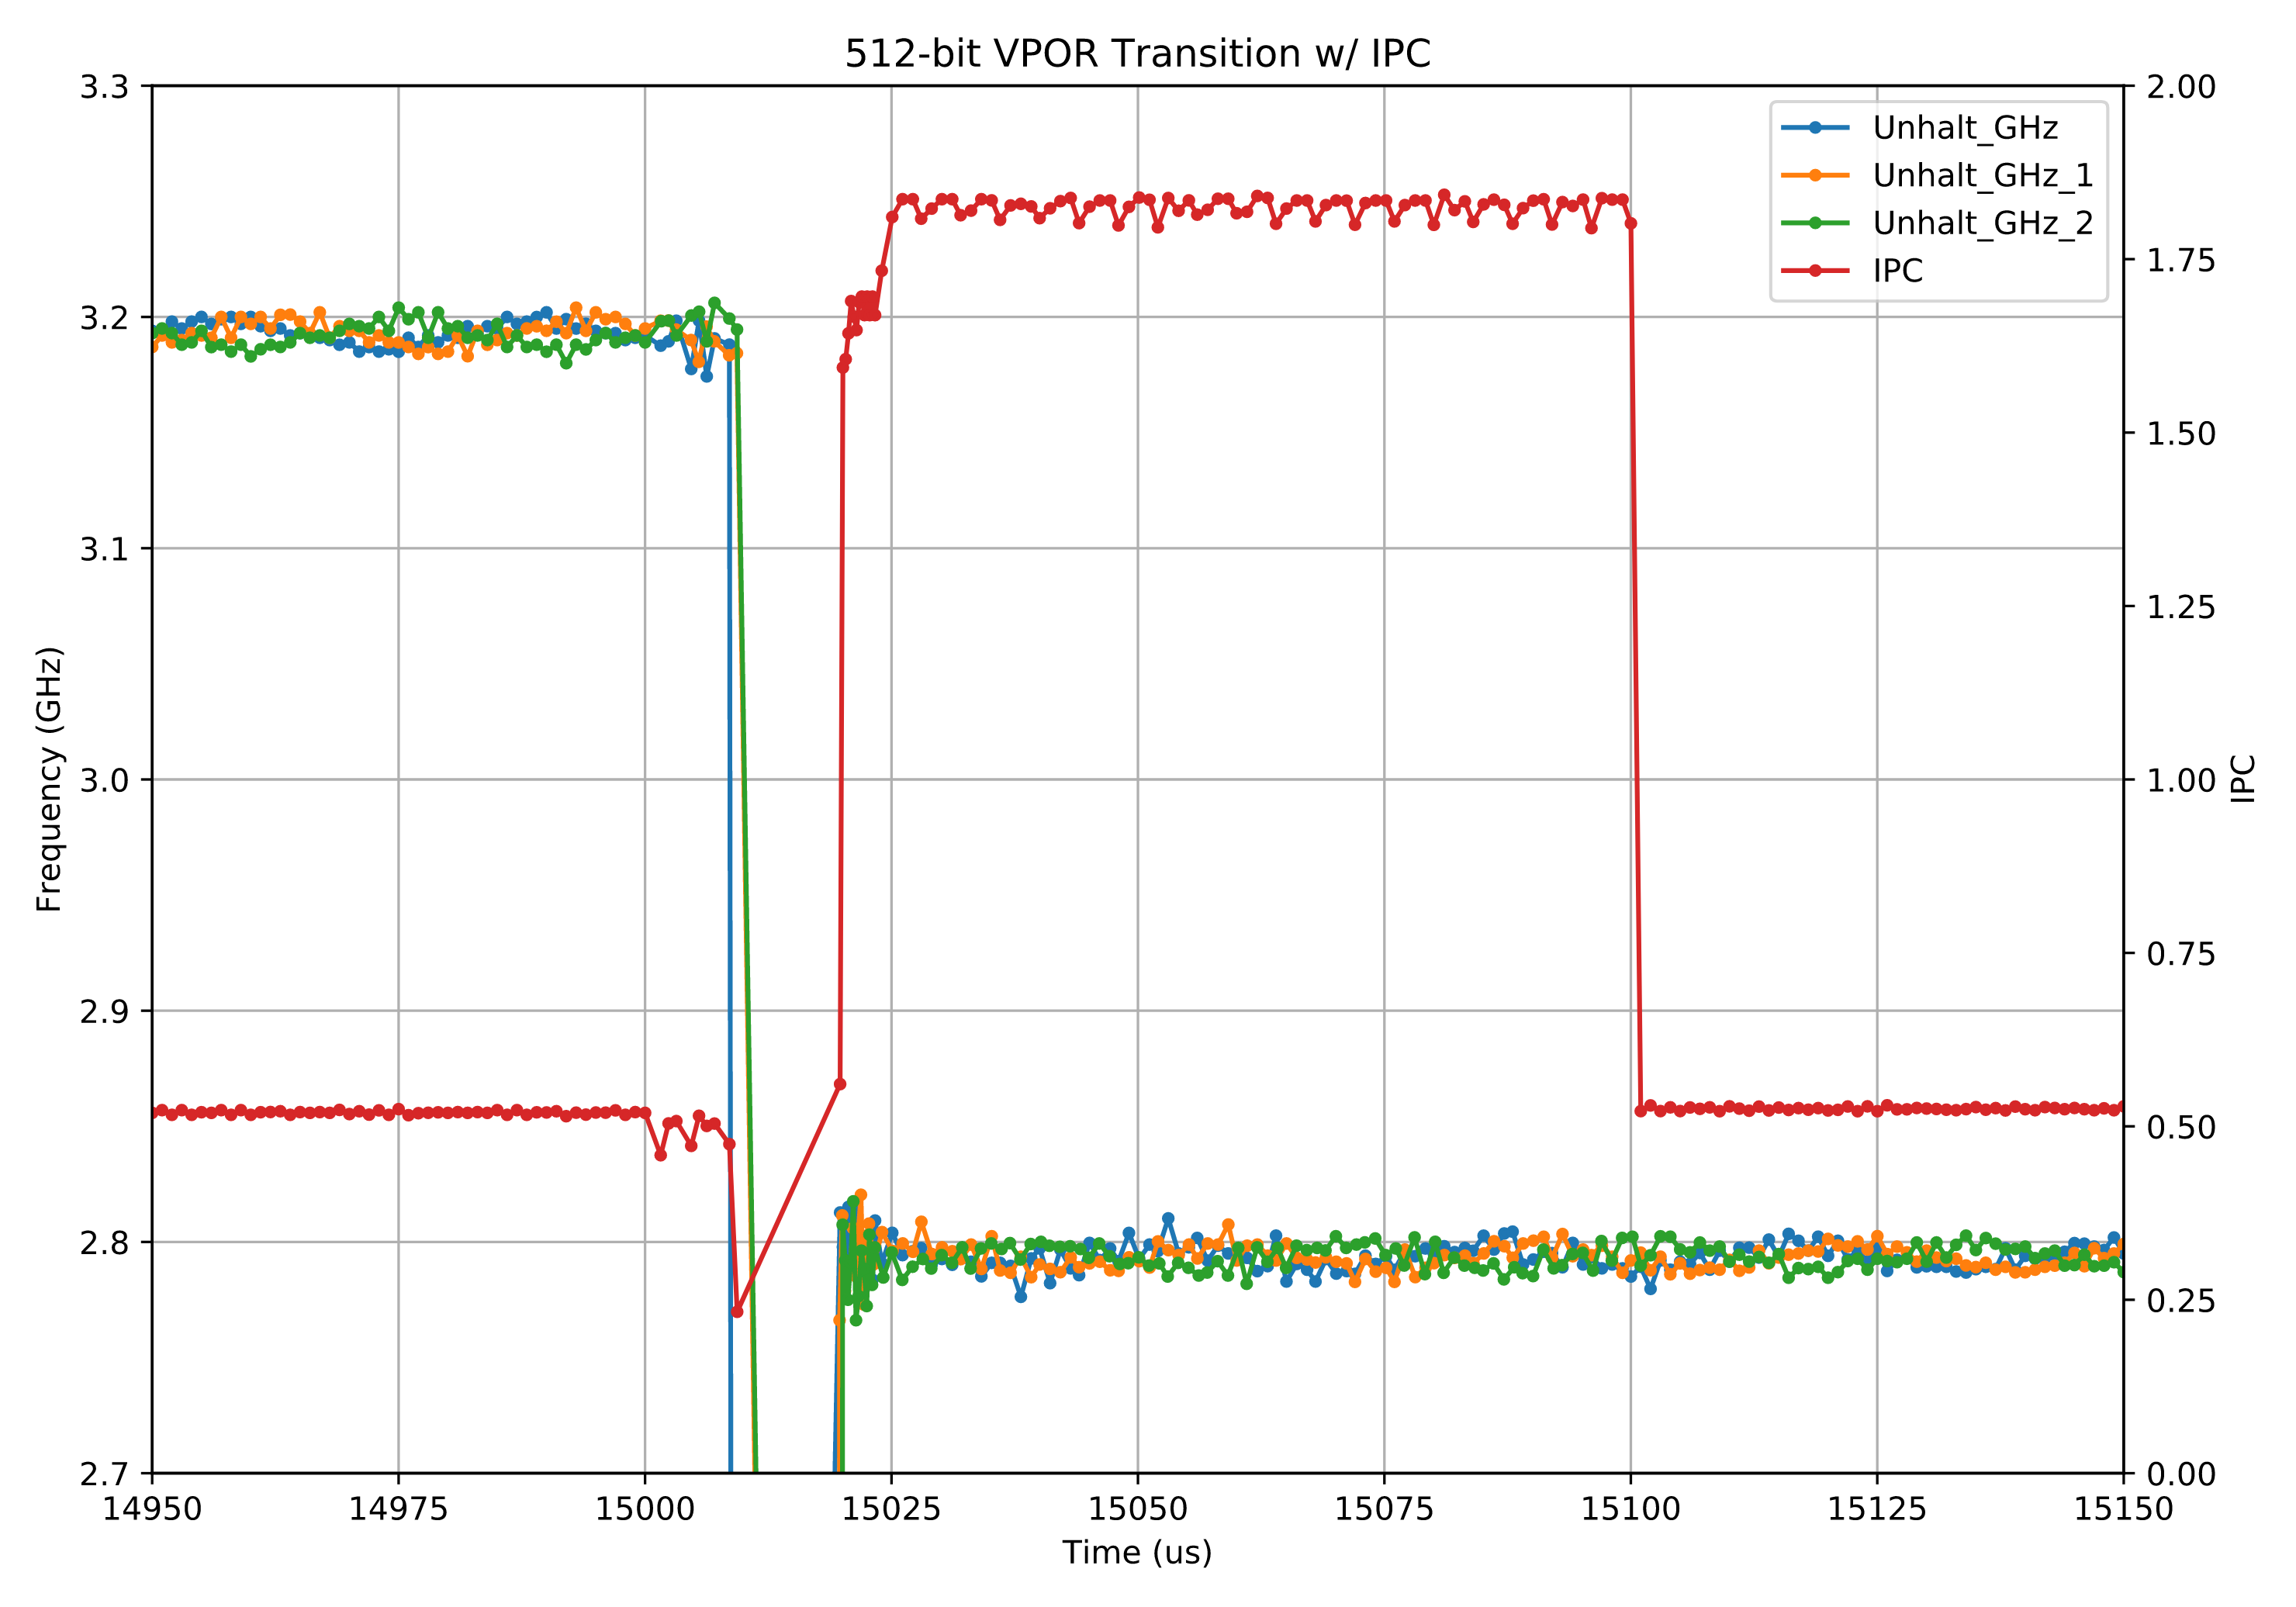 512-bit VPOR Transition w/ IPC
3.3
3.2
3.1
3.0
2.9
2.8
2.7
Frequency (GHz)
2.00
1.75
1.50
1.25
1.00
0.75
0.50
0.25
0.00
IPC
Unhalt_GHz
Unhalt_GHz_1
Unhalt_GHz_2
IPC
14950 14975 15000 15025 15050 15075 15100 15125 15150
Time (us)